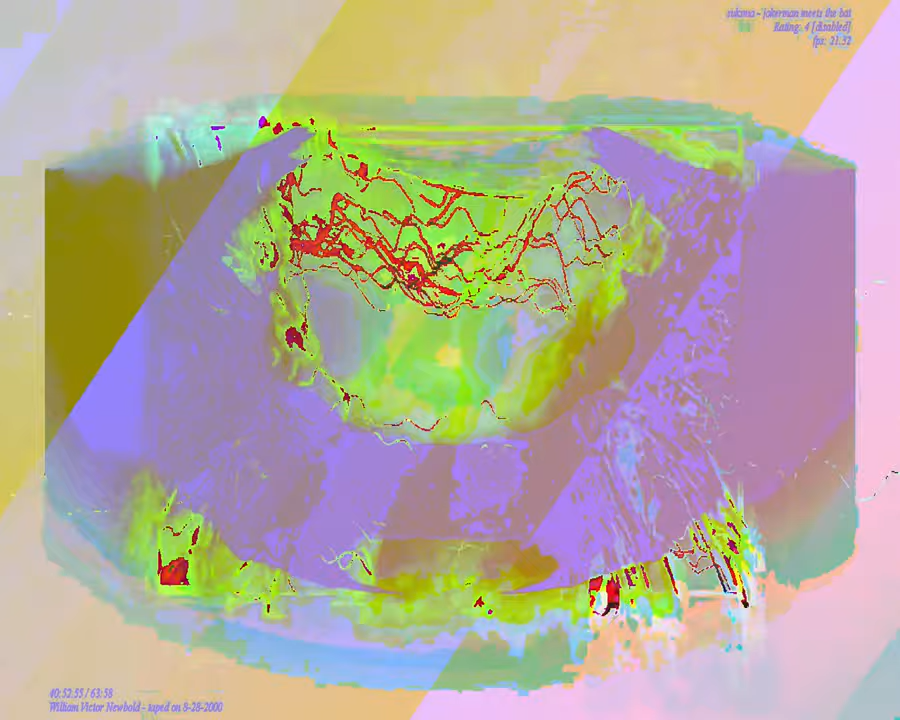 suksma - Jokerman meets the bat
Rating: 4 [disabled]
fps: 21.32
40:52:55 / 63:58
William Victor Newbold - taped on 8-28-2000